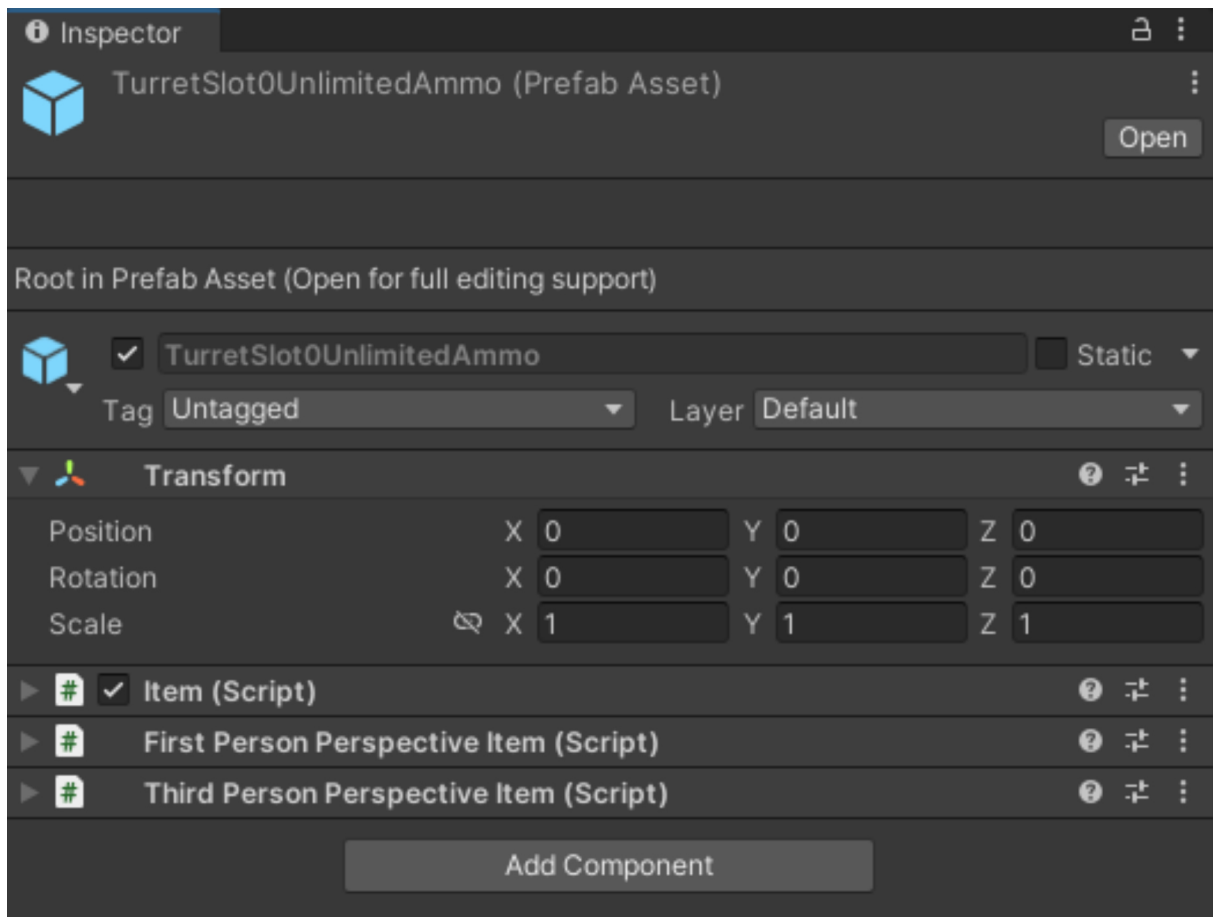 Inspector
TurretSlot0UnlimitedAmmo (Prefab Asset)
Open
Root in Prefab Asset (Open for full editing support)
TurretSlot0UnlimitedAmmo Static
Tag Untagged Layer Default
Transform
Position X 0 Y 0 Z 0
Rotation X 0 Y 0 Z 0
Scale X 1 Y 1 Z 1
# Item (Script)
# First Person Perspective Item (Script)
# Third Person Perspective Item (Script)
Add Component